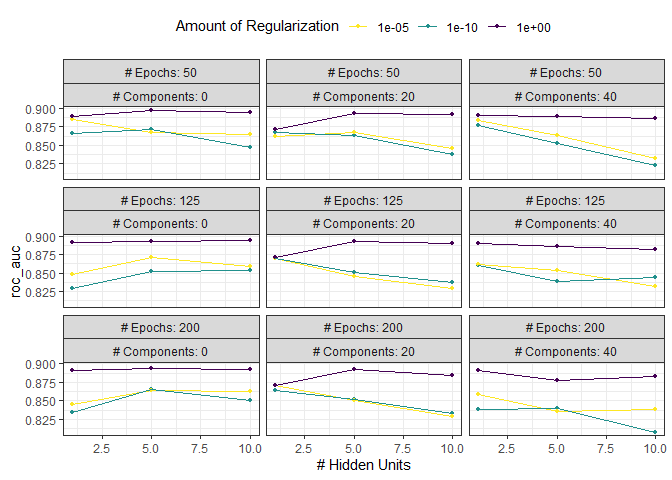 Amount of Regularization 1e-05 1e-10 1e+00
# Epochs: 50 # Epochs: 50 # Epochs: 50
# Components: 0 # Components: 20 # Components: 40
0.900
0.875
0.850
0.825
# Epochs: 125 # Epochs: 125 # Epochs: 125
# Components: 0 # Components: 20 # Components: 40
0.900
0.875
0.850
0.825
roc_auc
# Epochs: 200 # Epochs: 200 # Epochs: 200
# Components: 0 # Components: 20 # Components: 40
0.900
0.875
0.850
0.825
2.5 5.0 7.5 10.0 2.5 5.0 7.5 10.0 2.5 5.0 7.5 10.0
# Hidden Units